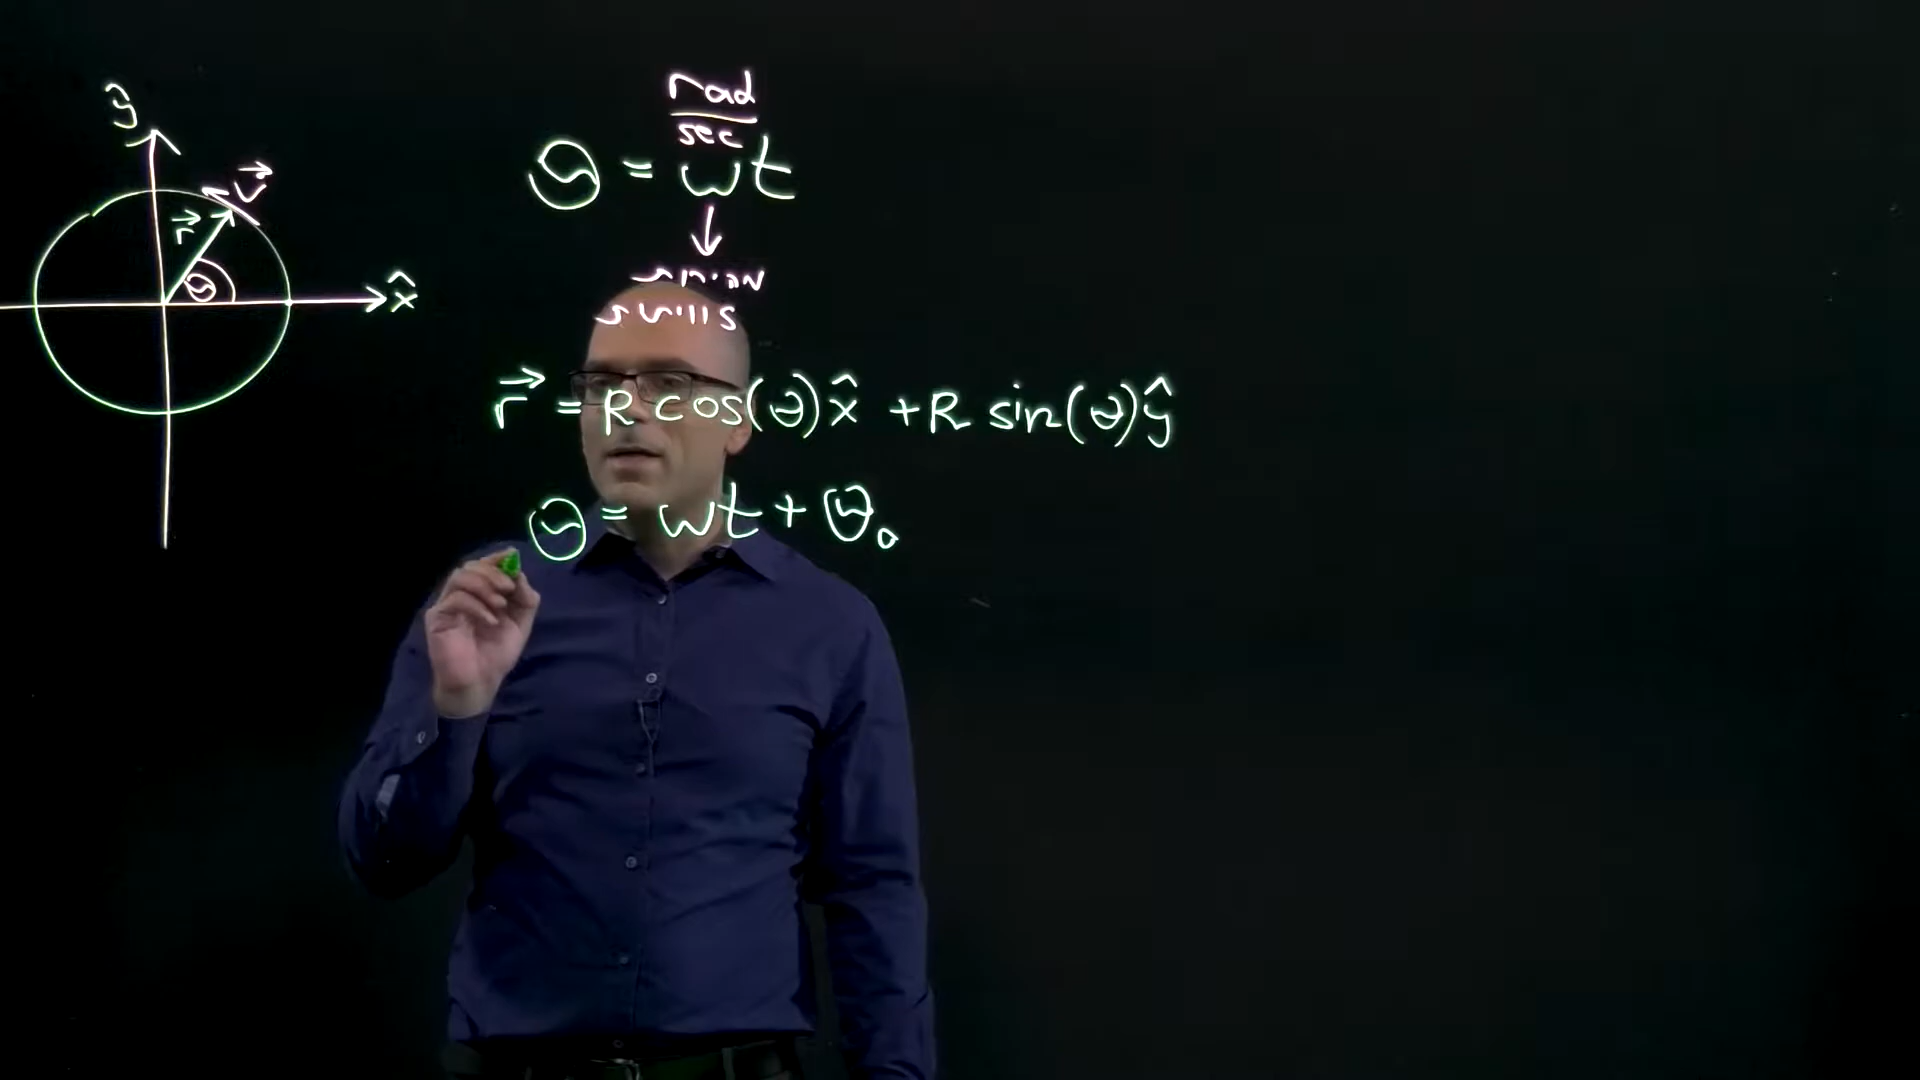 ŷ
v⃗
r⃗
θ
x̂
rad
sec
θ = ωt
↓
r⃗ = R cos(θ)x̂ + R sin(θ)ŷ
θ = ωt + θ₀